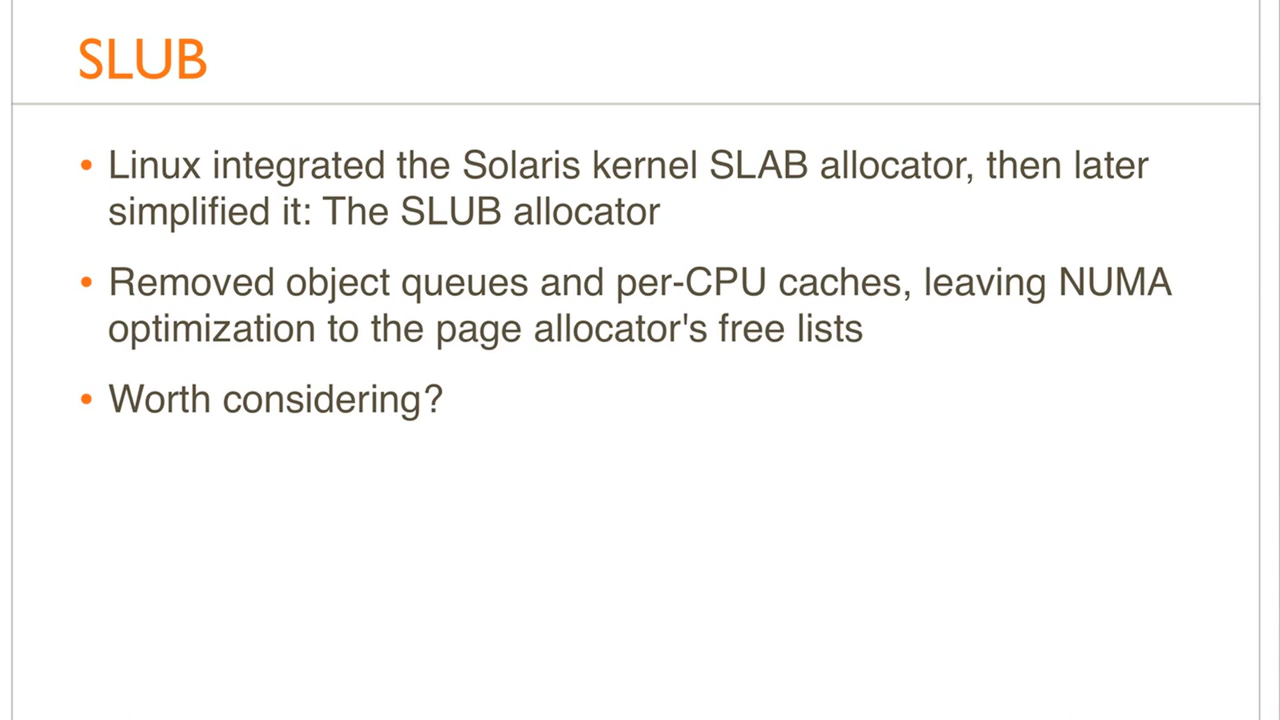 SLUB
• Linux integrated the Solaris kernel SLAB allocator, then later
simplified it: The SLUB allocator
• Removed object queues and per-CPU caches, leaving NUMA
optimization to the page allocator's free lists
• Worth considering?